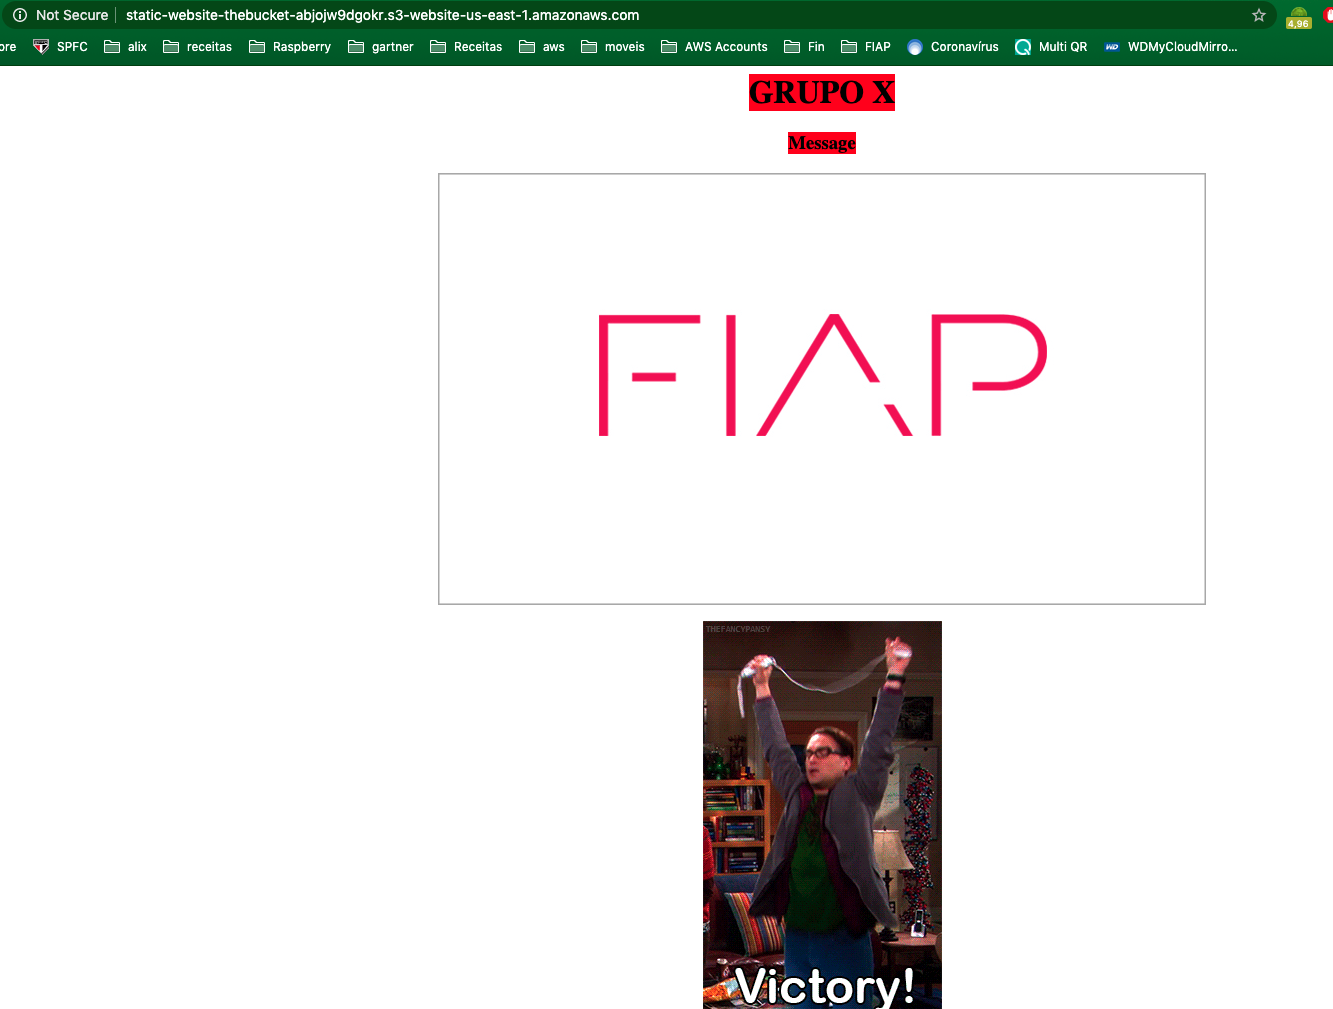 Not Secure static-website-thebucket-abjojw9dgokr.s3-website-us-east-1.amazonaws.com
4,96
ore SPFC alix receitas Raspberry gartner Receitas aws moveis AWS Accounts Fin FIAP Coronavírus Multi QR WD WDMyCloudMirro...
GRUPO X
Message
FIAP
THEFANCYPANSY
Victory!